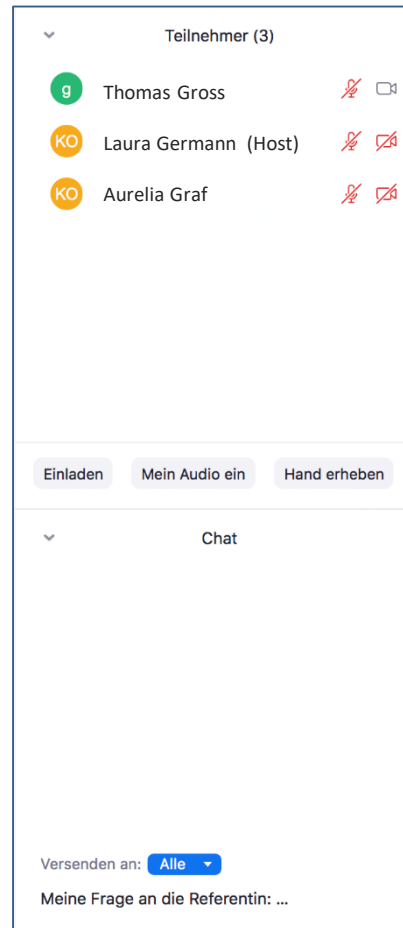 Teilnehmer (3)
g Thomas Gross
KO Laura Germann (Host)
KO Aurelia Graf
Einladen Mein Audio ein Hand erheben
Chat
Versenden an: Alle
Meine Frage an die Referentin: ...